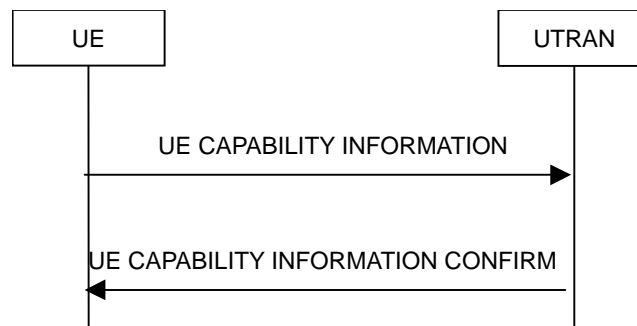 UE
UTRAN
UE CAPABILITY INFORMATION
UE CAPABILITY INFORMATION CONFIRM